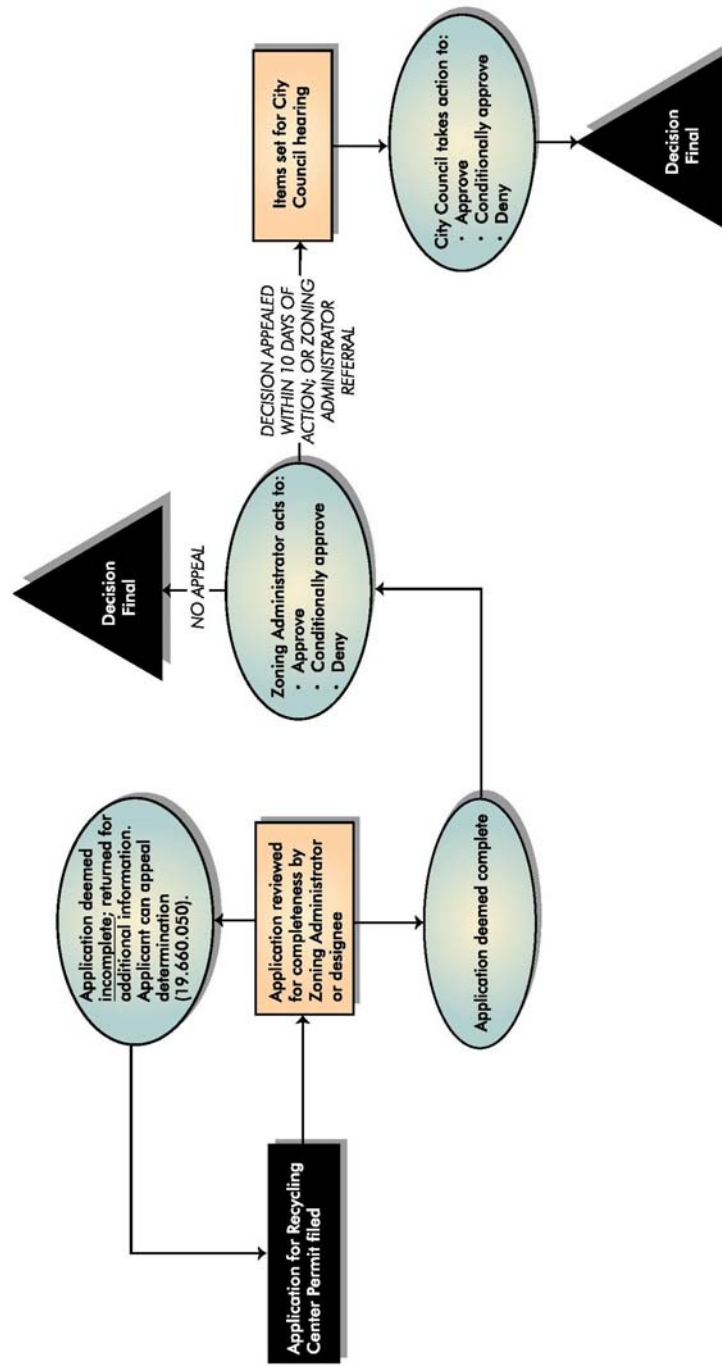 Application for Recycling
Center Permit filed
Application deemed
incomplete; returned for
additional information.
Applicant can appeal
determination
(19.660.050).
Application reviewed
for completeness by
Zoning Administrator
or designee
Application deemed complete
Decision
Final
NO APPEAL
Zoning Administrator acts to:
• Approve
• Conditionally approve
• Deny
DECISION APPEALED
WITHIN 10 DAYS OF
ACTION; OR ZONING
ADMINISTRATOR
REFERRAL
Items set for City
Council hearing
City Council takes action to:
• Approve
• Conditionally approve
• Deny
Decision
Final